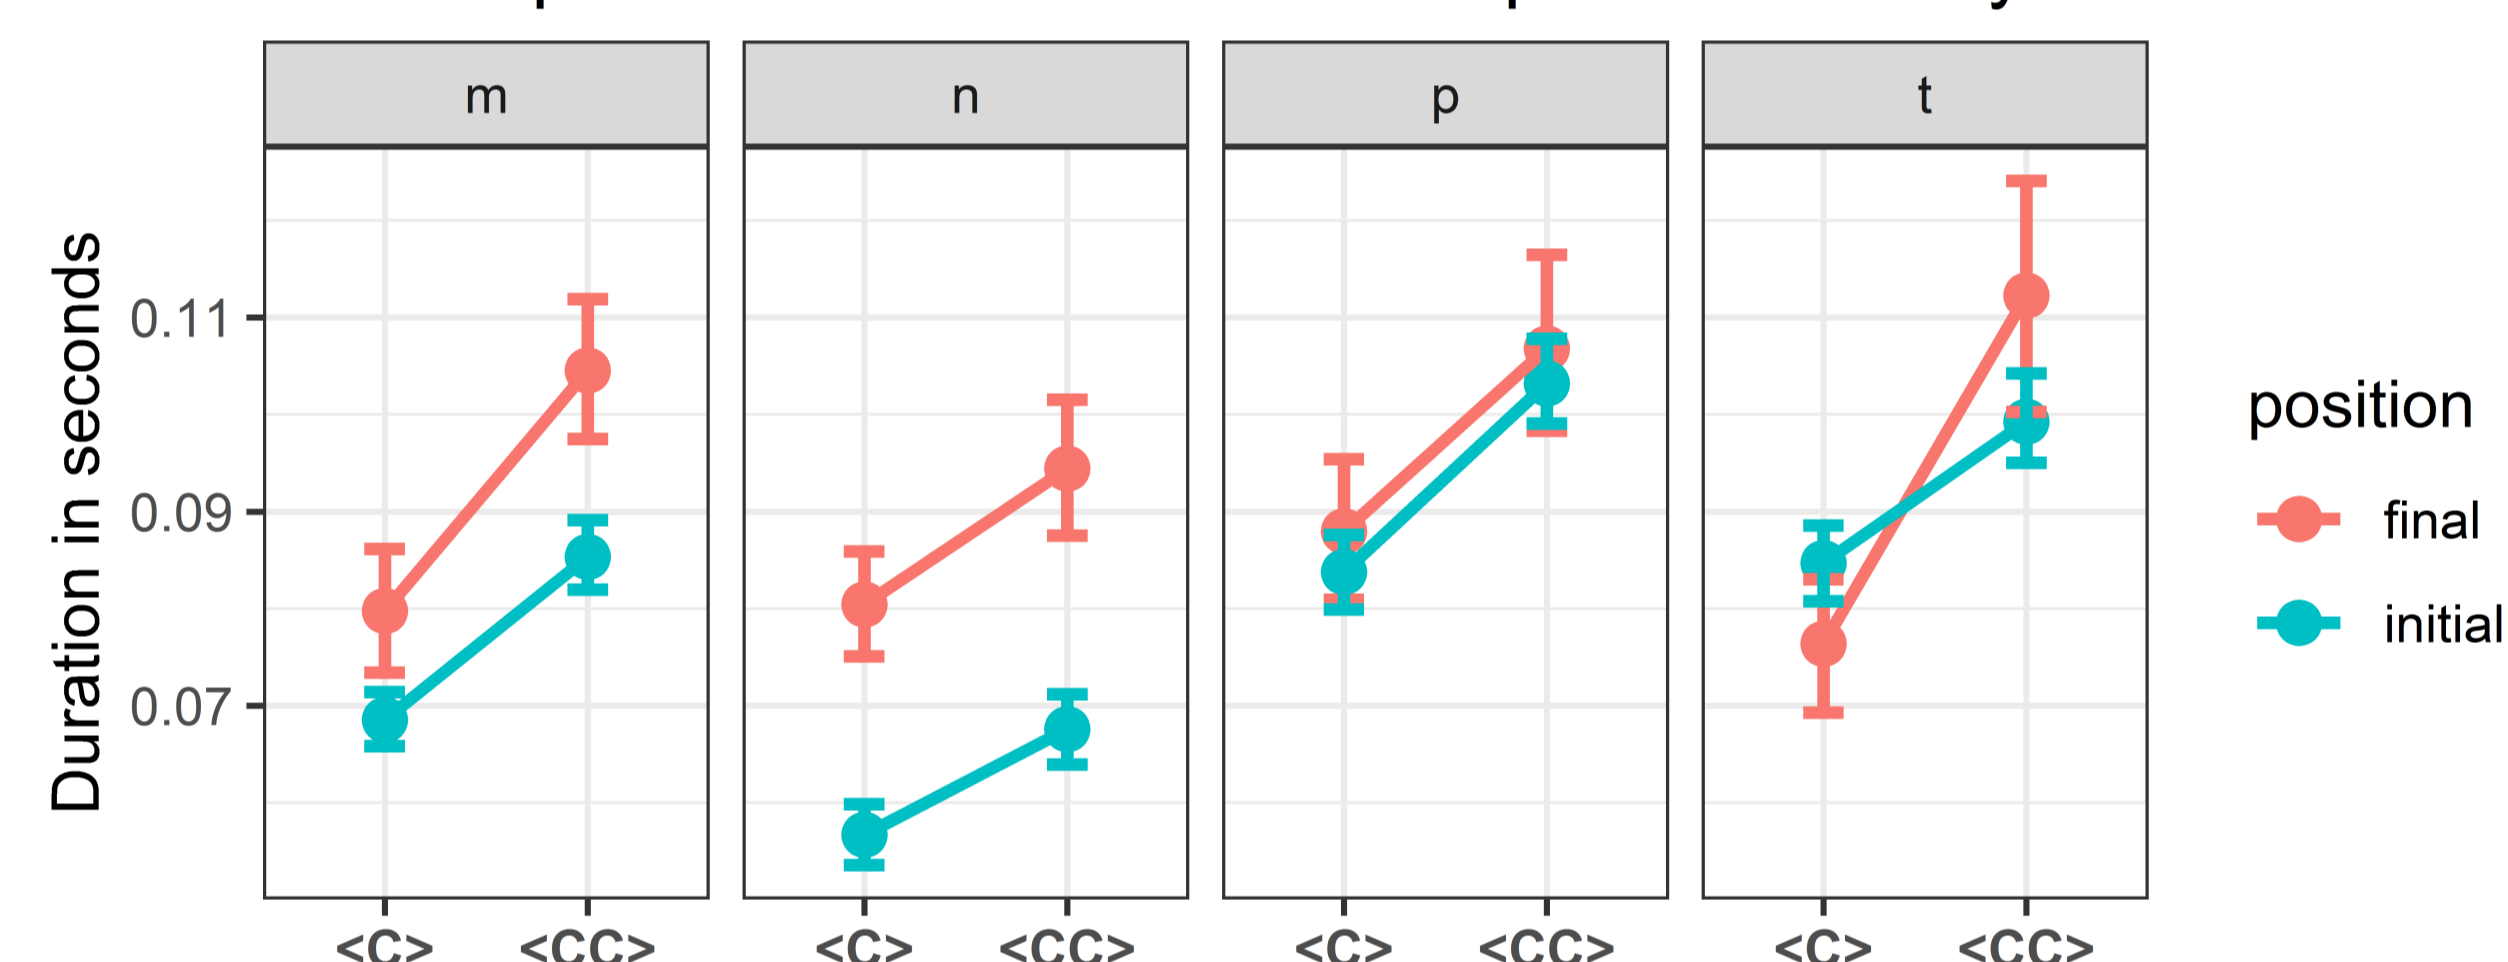 m n p t
Duration in seconds
0.11
0.09
0.07
<C> <CC> <C> <CC> <C> <CC> <C> <CC>
position
final
initial